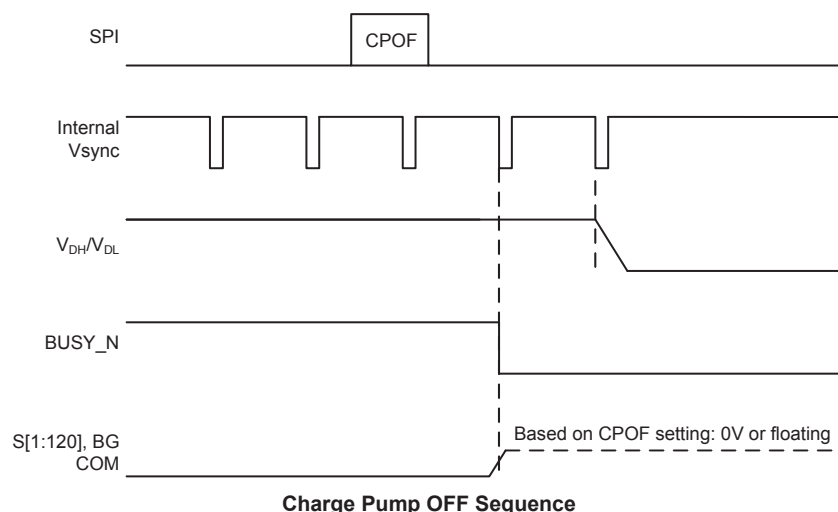 SPI
CPOF
Internal
Vsync
VDH/VDL
BUSY_N
S[1:120], BG
COM
Based on CPOF setting: 0V or floating
Charge Pump OFF Sequence